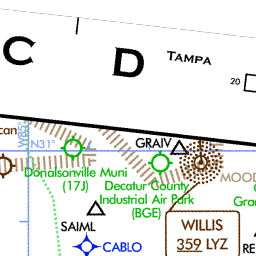 C
D
TAMPA
20
can
N31°
GRAIV
MOOD
Donalsonville Muni
(17J)
Decatur County
Industrial Air Park
(BGE)
Gra
SAIML
CABLO
WILLIS
359 LYZ
RE